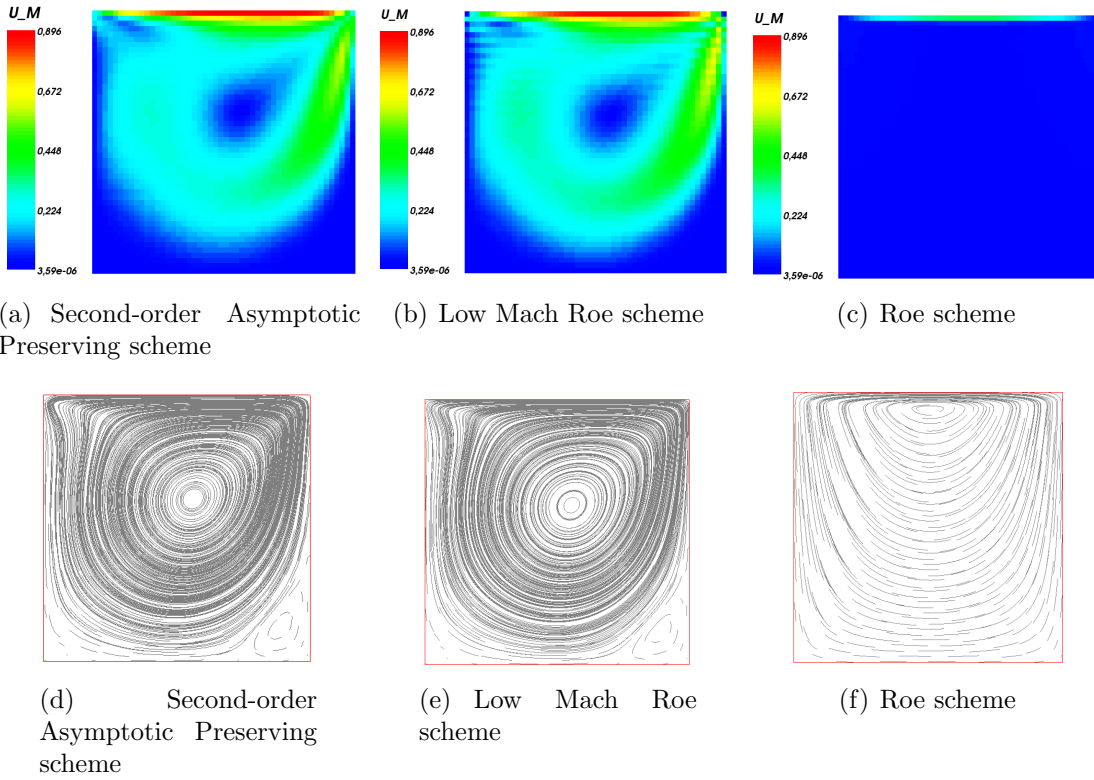 U_M
0,896
0,672
0,448
0,224
3,59e-06
U_M
0,896
0,672
0,448
0,224
3,59e-06
U_M
0,896
0,672
0,448
0,224
3,59e-06
(a) Second-order Asymptotic
Preserving scheme
(b) Low Mach Roe scheme
(c) Roe scheme
(d) Second-order
Asymptotic Preserving
scheme
(e) Low Mach Roe
scheme
(f) Roe scheme